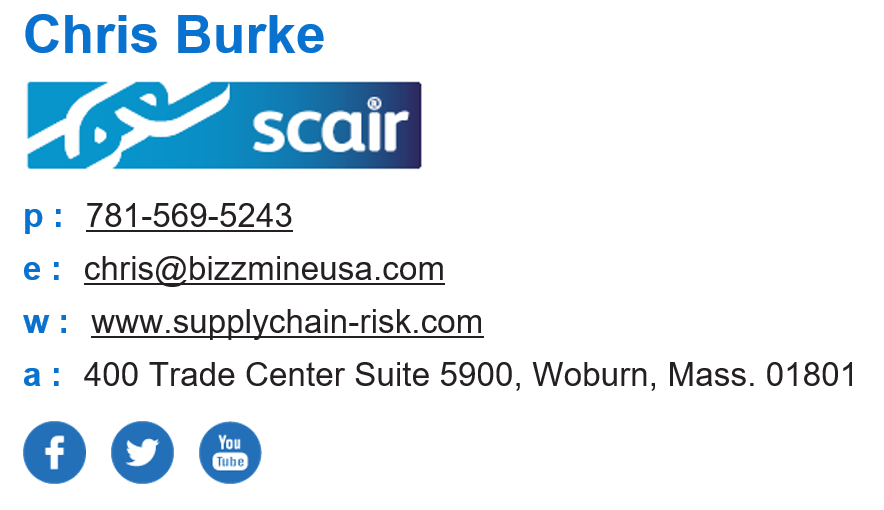 Chris Burke
scair®
p : 781-569-5243
e : chris@bizzmineusa.com
w : www.supplychain-risk.com
a : 400 Trade Center Suite 5900, Woburn, Mass. 01801
f You Tube